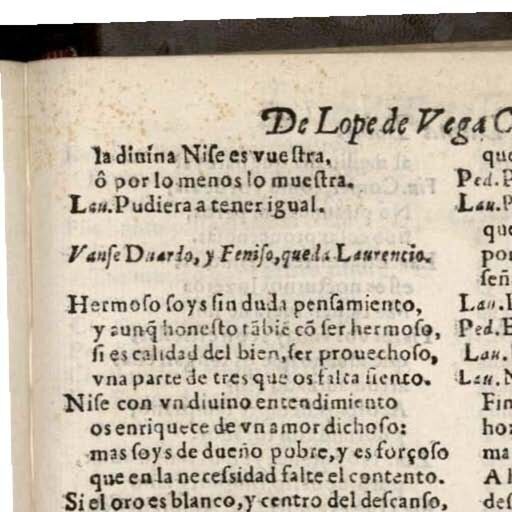 De Lope de Vega C
la diuina Nise es vuestra,
ô por lo menos lo muestra.
Lau. Pudiera a tener igual.
Vanse Duardo, y Feniso, queda Laurencio.
Hermoso soys sin duda pensamiento,
y aunq̃ honesto tãbiẽ cõ ser hermoso,
si es calidad del bien, ser prouechoso,
vna parte de tres que os falta siento.
Nise con vn diuino entendimiento
os enriquece de vn amor dichoso:
mas soys de dueño pobre, y es forçoso
que en la necessidad falte el contento.
Si el oro es blanco, y centro del descanso,
que
Ped. P
Lau. P
que
por
señ
Lau. 
Ped. E
Lau.
Lau. N
Fin
ho
ma
A l
des